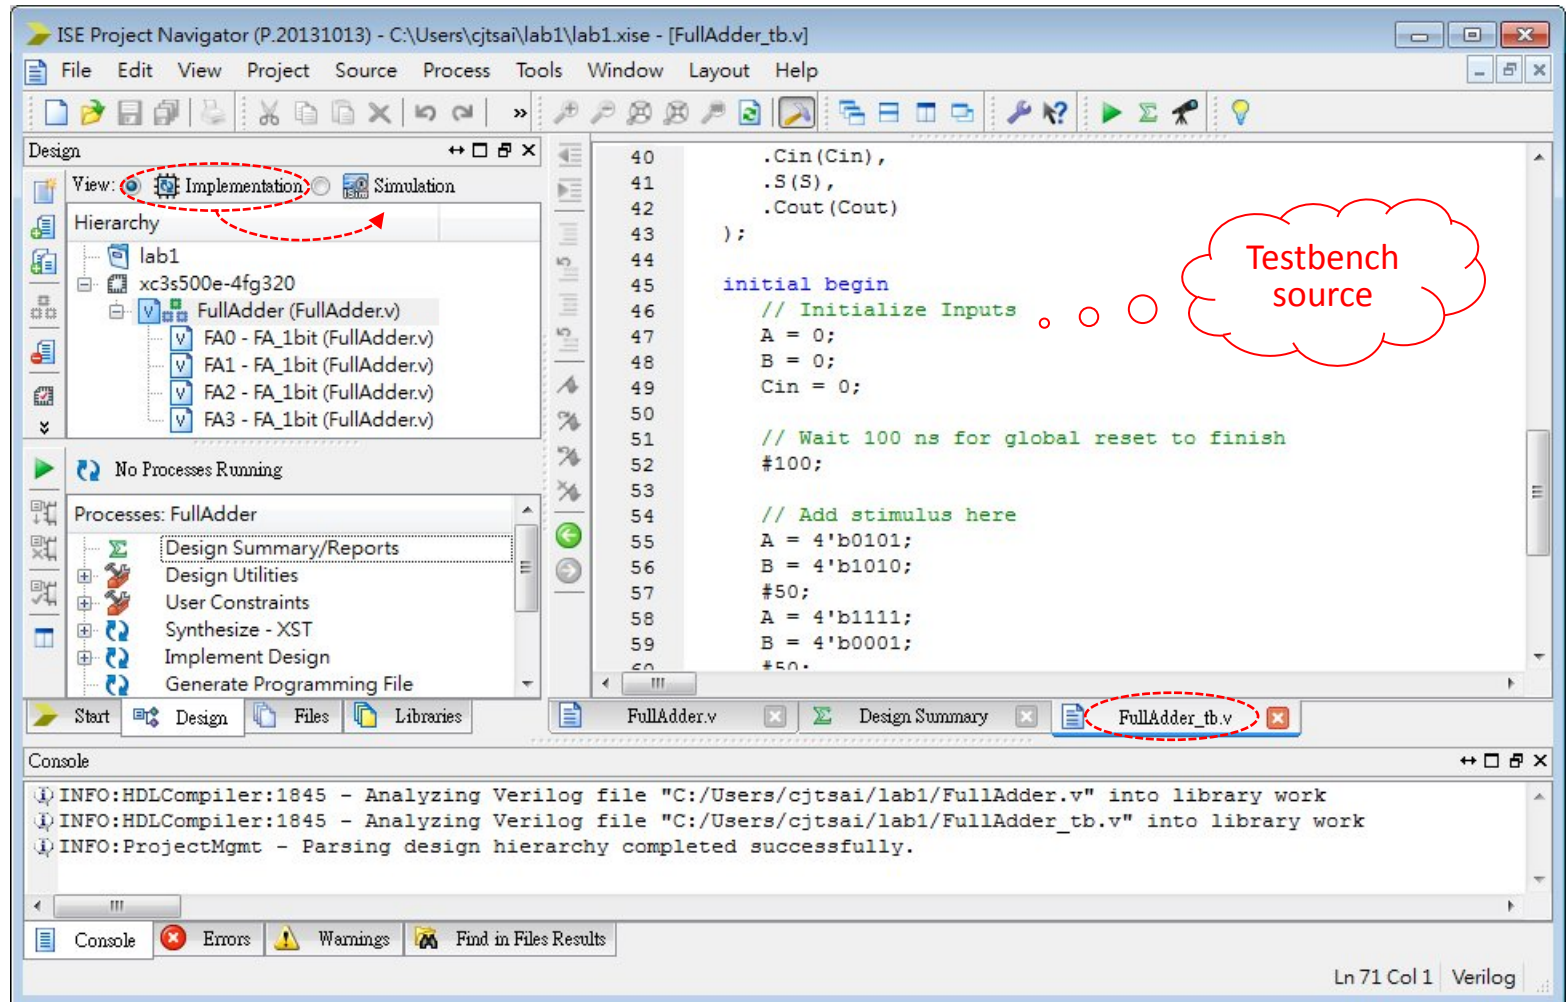 ISE Project Navigator (P.20131013) - C:\Users\cjtsai\lab1\lab1.xise - [FullAdder_tb.v]
File Edit View Project Source Process Tools Window Layout Help
Design
View: Implementation Simulation
Hierarchy
lab1
xc3s500e-4fg320
FullAdder (FullAdder.v)
FA0 - FA_1bit (FullAdder.v)
FA1 - FA_1bit (FullAdder.v)
FA2 - FA_1bit (FullAdder.v)
FA3 - FA_1bit (FullAdder.v)
No Processes Running
Processes: FullAdder
Design Summary/Reports
Design Utilities
User Constraints
Synthesize - XST
Implement Design
Generate Programming File
Start Design Files Libraries
40 .Cin(Cin),
41 .S(S),
42 .Cout(Cout)
43 );
44
45 initial begin
46 // Initialize Inputs
47 A = 0;
48 B = 0;
49 Cin = 0;
50
51 // Wait 100 ns for global reset to finish
52 #100;
53
54 // Add stimulus here
55 A = 4'b0101;
56 B = 4'b1010;
57 #50;
58 A = 4'b1111;
59 B = 4'b0001;
60 #50;
Testbench
source
FullAdder.v Design Summary FullAdder_tb.v
Console
INFO:HDLCompiler:1845 - Analyzing Verilog file "C:/Users/cjtsai/lab1/FullAdder.v" into library work
INFO:HDLCompiler:1845 - Analyzing Verilog file "C:/Users/cjtsai/lab1/FullAdder_tb.v" into library work
INFO:ProjectMgmt - Parsing design hierarchy completed successfully.
Console Errors Warnings Find in Files Results
Ln 71 Col 1 Verilog